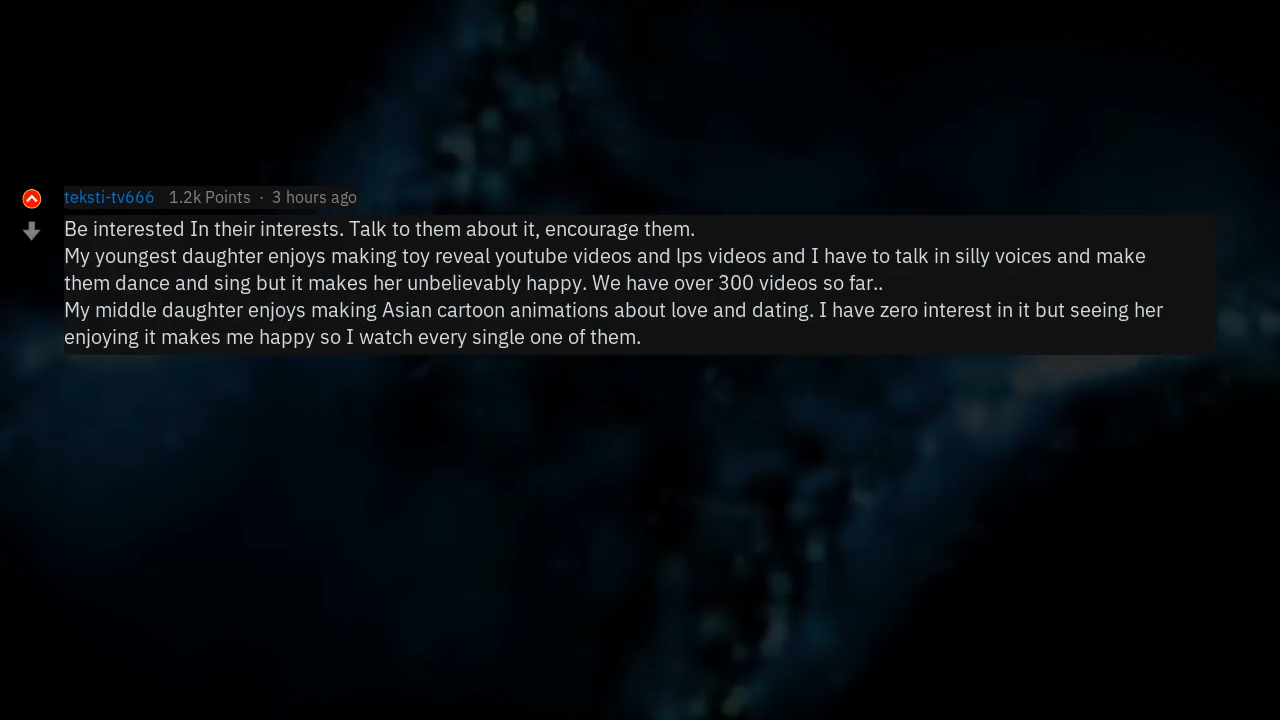 teksti-tv666 1.2k Points · 3 hours ago
Be interested In their interests. Talk to them about it, encourage them.
My youngest daughter enjoys making toy reveal youtube videos and lps videos and I have to talk in silly voices and make
them dance and sing but it makes her unbelievably happy. We have over 300 videos so far..
My middle daughter enjoys making Asian cartoon animations about love and dating. I have zero interest in it but seeing her
enjoying it makes me happy so I watch every single one of them.